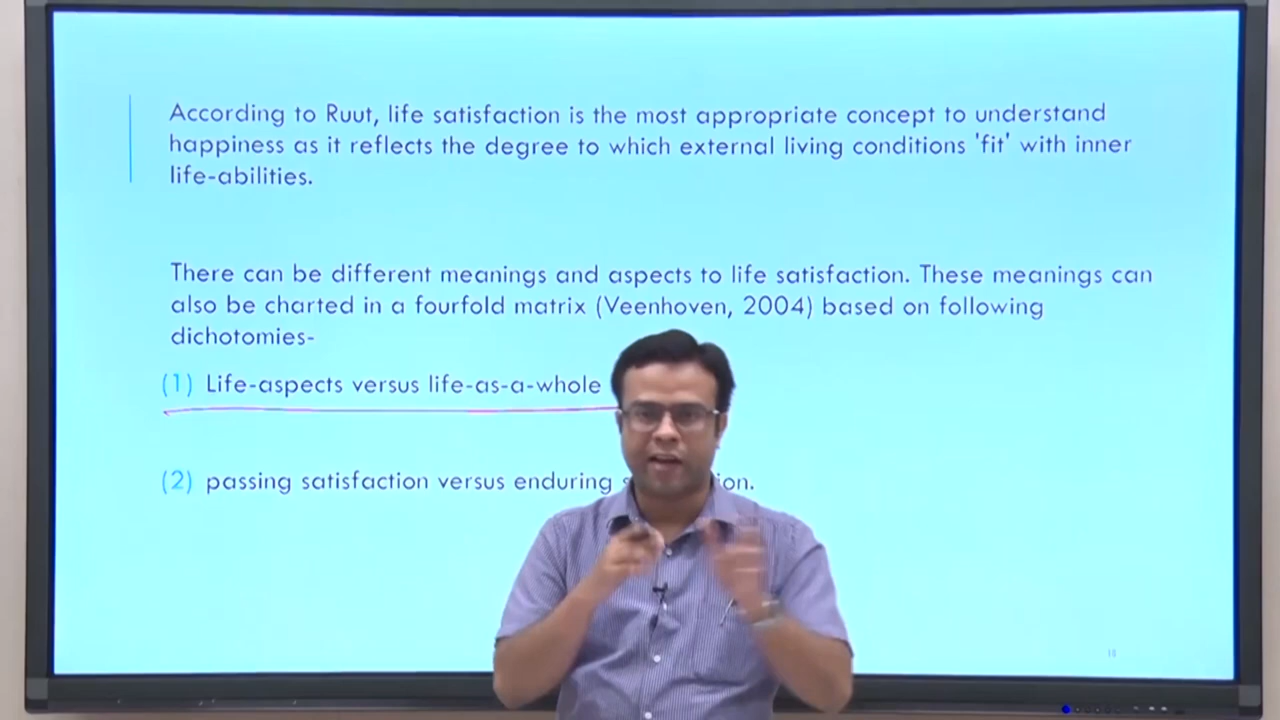 According to Ruut, life satisfaction is the most appropriate concept to understand
happiness as it reflects the degree to which external living conditions 'fit' with inner
life-abilities.
There can be different meanings and aspects to life satisfaction. These meanings can
also be charted in a fourfold matrix (Veenhoven, 2004) based on following
dichotomies-
(1) Life-aspects versus life-as-a-whole
(2) passing satisfaction versus enduring s ion.